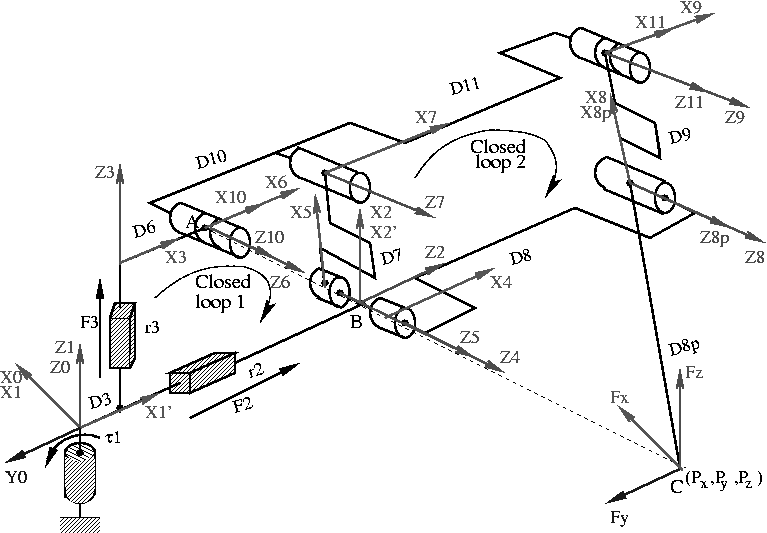 X9
X11
D11
Z11
Z9
X8
X8p
D9
X7
Closed
loop 2
D10
Z3
X10
X6
Z7
A
X5
X2
X2'
D6
X3
Z10
Z6
D7
Z2
D8
X4
Z8p
Z8
Closed
loop 1
F3
r3
B
Z5
Z4
Z1
Z0
X0
X1
r2
F2
D3
X1'
τ1
Y0
D8p
Fx
Fz
C (Px ,Py ,Pz )
Fy